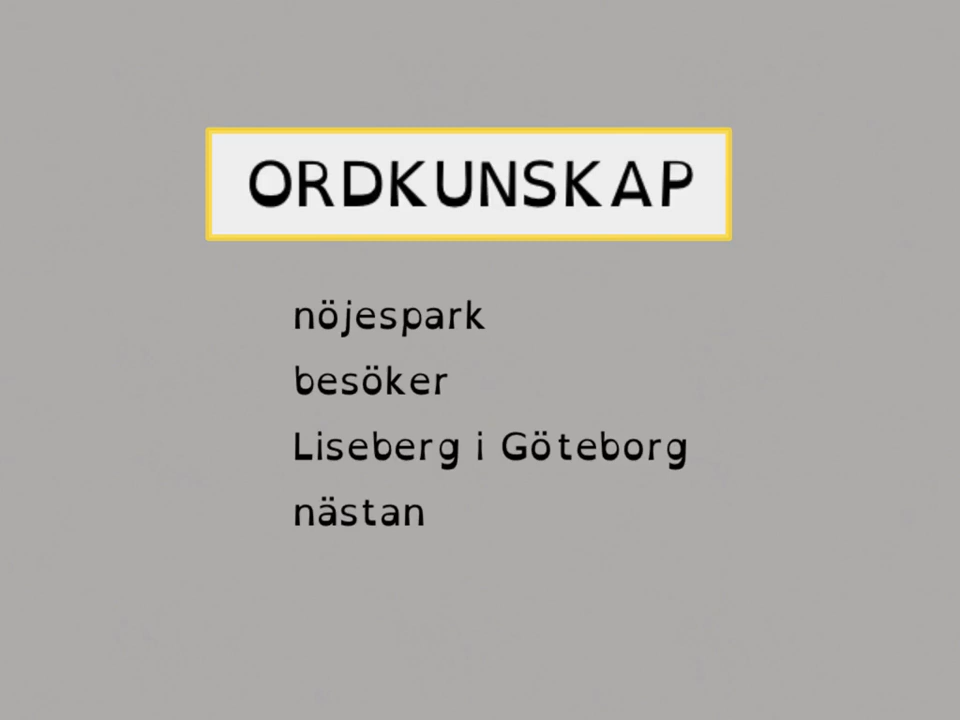 ORDKUNSKAP
nöjespark
besöker
Liseberg i Göteborg
nästan